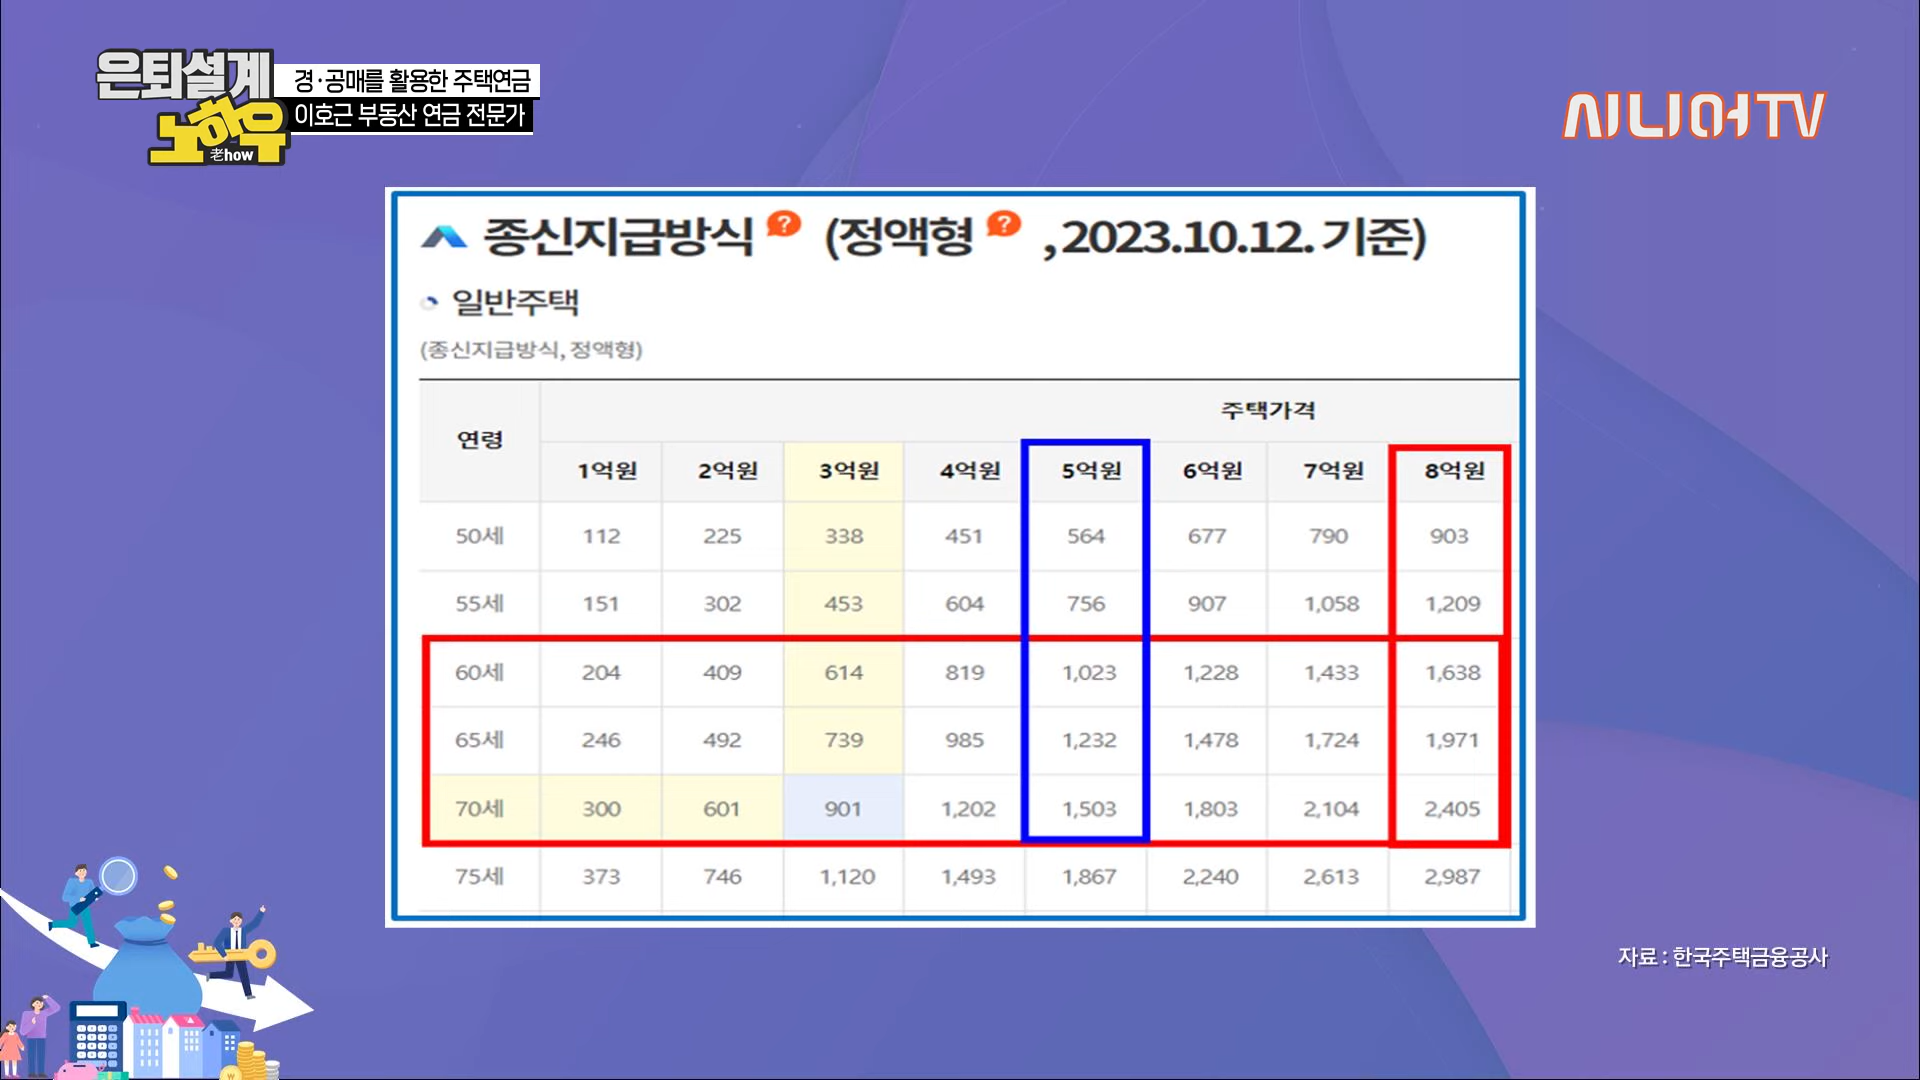 은퇴설계
노하우
老how
경·공매를 활용한 주택연금
이호근 부동산 연금 전문가
시니어TV
종신지급방식 ? (정액형 ? , 2023.10.12. 기준)
일반주택
(종신지급방식, 정액형)
연령 주택가격
1억원 2억원 3억원 4억원 5억원 6억원 7억원 8억원
50세 112 225 338 451 564 677 790 903
55세 151 302 453 604 756 907 1,058 1,209
60세 204 409 614 819 1,023 1,228 1,433 1,638
65세 246 492 739 985 1,232 1,478 1,724 1,971
70세 300 601 901 1,202 1,503 1,803 2,104 2,405
75세 373 746 1,120 1,493 1,867 2,240 2,613 2,987
자료 : 한국주택금융공사